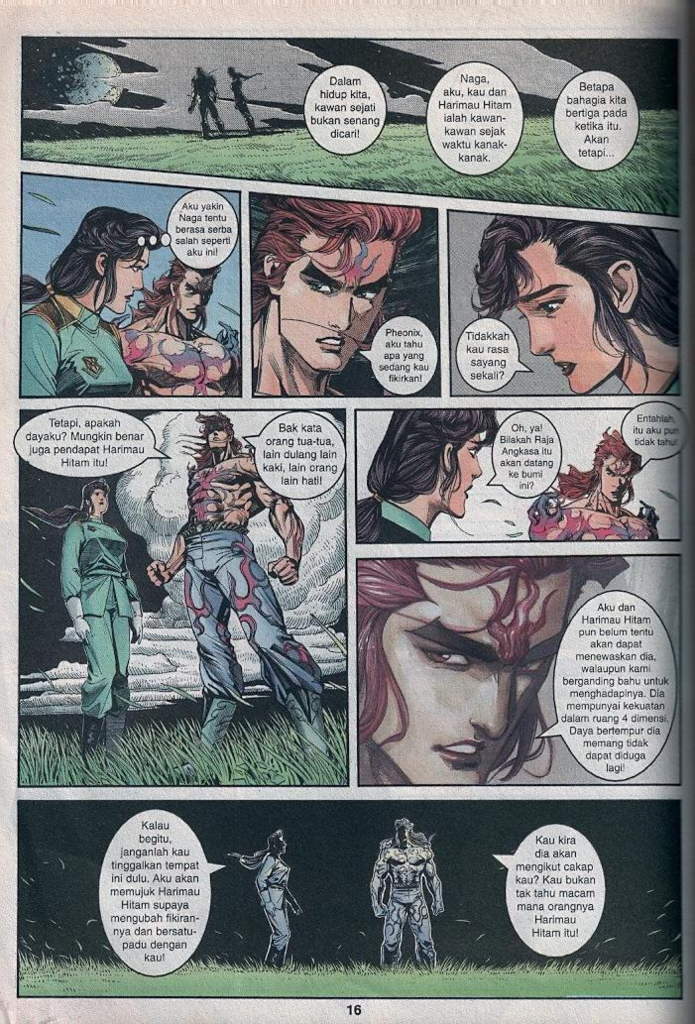 Dalam
hidup kita,
kawan sejati
bukan senang
dicari!
Naga,
aku, kau dan
Harimau Hitam
ialah kawan-
kawan sejak
waktu kanak-
kanak.
Betapa
bahagia kita
bertiga pada
ketika itu.
Akan
tetapi...
Aku yakin
Naga tentu
berasa serba
salah seperti
aku ini!
Pheonix,
aku tahu
apa yang
sedang kau
fikirkan!
Tidakkah
kau rasa
sayang
sekali?
Tetapi, apakah
dayaku? Mungkin benar
juga pendapat Harimau
Hitam itu!
Bak kata
orang tua-tua,
lain dulang lain
kaki, lain orang
lain hati!
Oh, ya!
Bilakah Raja
Angkasa itu
akan datang
ke bumi
ini?
Entahlah,
itu aku pun
tidak tahu!
Aku dan
Harimau Hitam
pun belum tentu
akan dapat
menewaskan dia,
walaupun kami
berganding bahu untuk
menghadapinya. Dia
mempunyai kekebalan
dalam ruang 4 dimensi.
Daya bertempur dia
memang tidak
dapat diduga
lagi!
Kalau
begitu,
janganlah kau
tinggalkan tempat
ini dulu. Aku akan
memujuk Harimau
Hitam supaya
mengubah fikiran-
nya dan bersatu-
padu dengan
kau!
Kau kira
dia akan
mengikut cakap
kau? Kau bukan
tak tahu macam
mana orangnya
Harimau
Hitam itu!
16